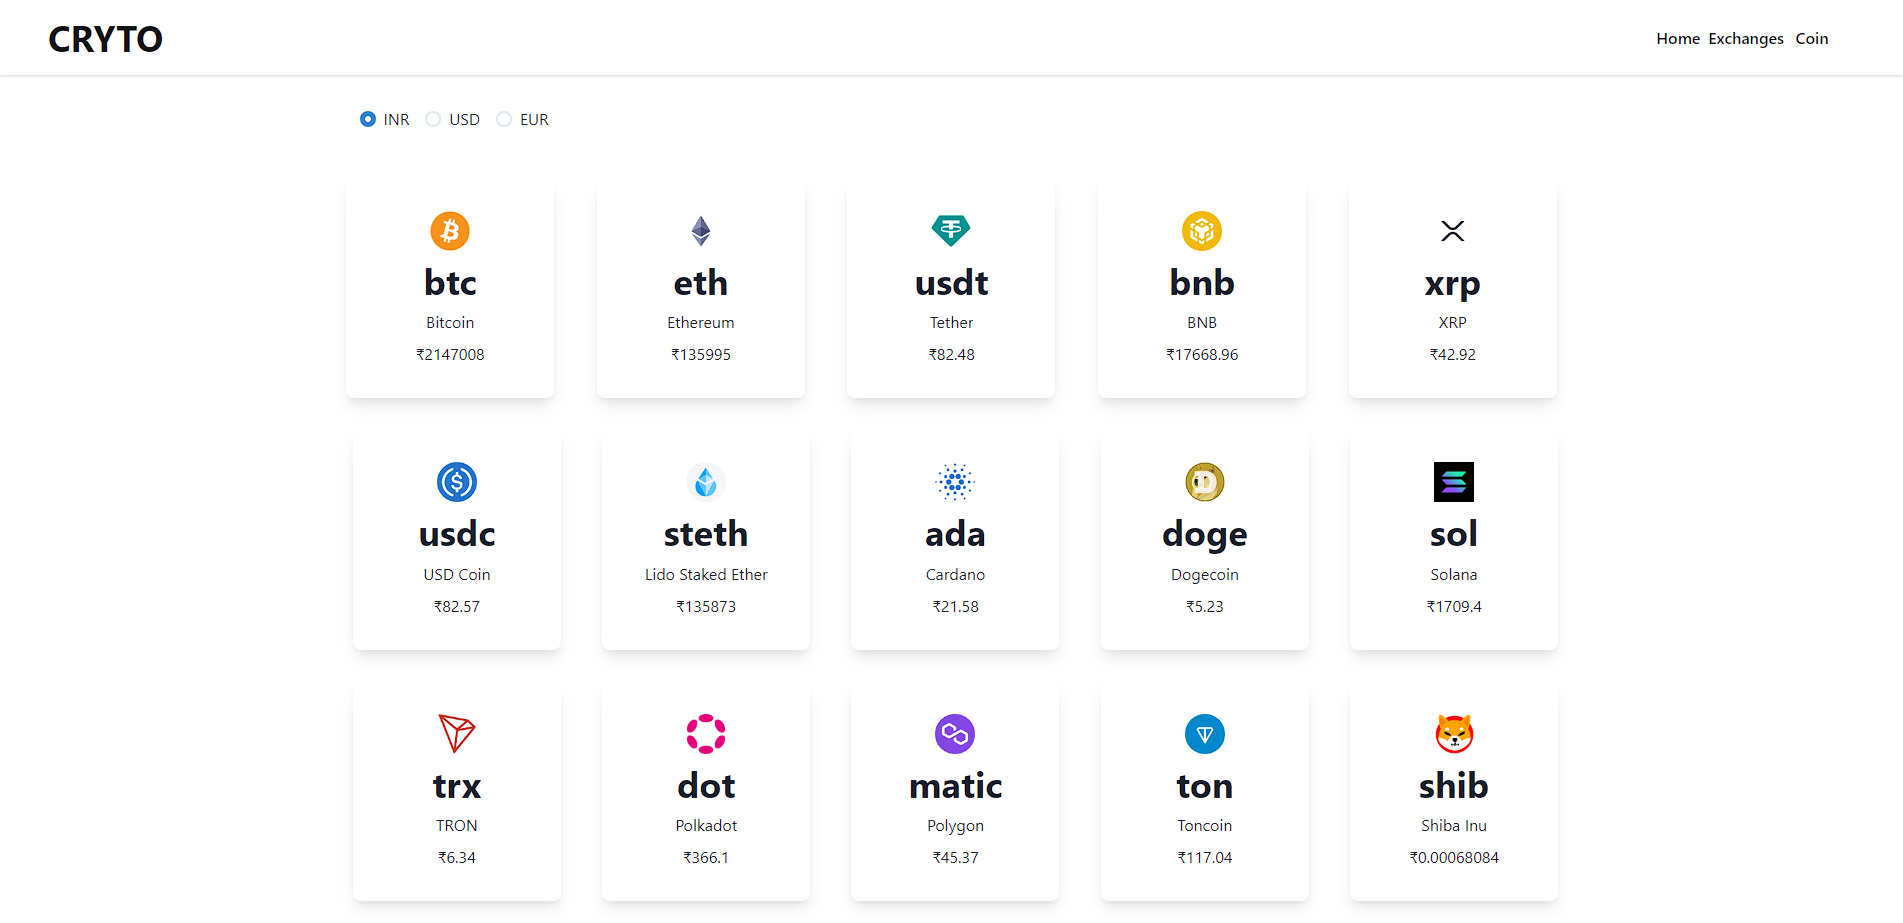 CRYTO
Home Exchanges Coin
INR USD EUR
btc
Bitcoin
₹2147008
eth
Ethereum
₹135995
usdt
Tether
₹82.48
bnb
BNB
₹17668.96
xrp
XRP
₹42.92
usdc
USD Coin
₹82.57
steth
Lido Staked Ether
₹135873
ada
Cardano
₹21.58
doge
Dogecoin
₹5.23
sol
Solana
₹1709.4
trx
TRON
₹6.34
dot
Polkadot
₹366.1
matic
Polygon
₹45.37
ton
Toncoin
₹117.04
shib
Shiba Inu
₹0.00068084